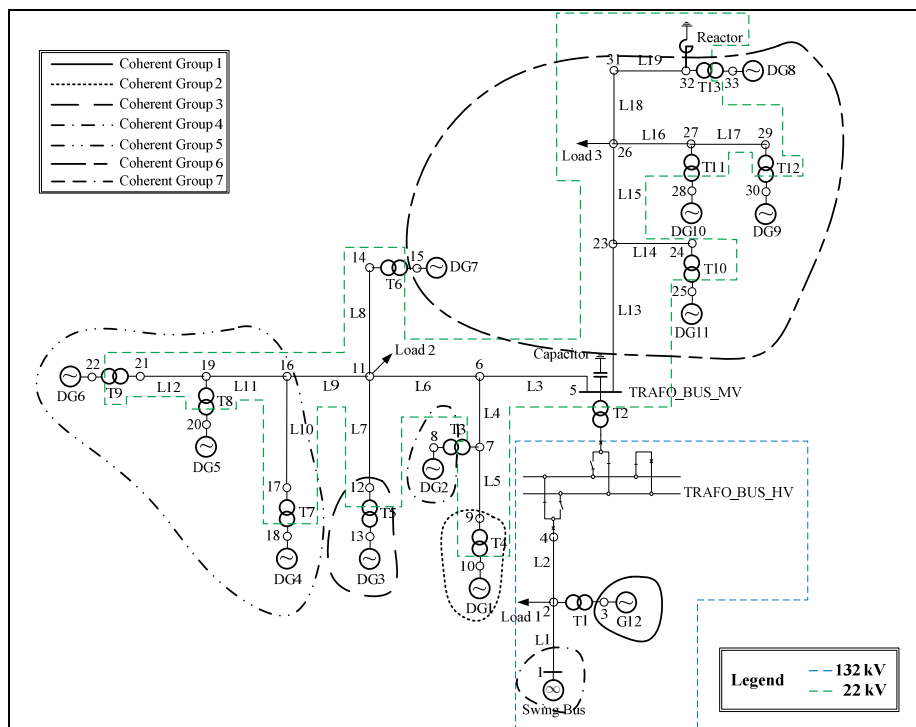 Coherent Group 1
Coherent Group 2
Coherent Group 3
Coherent Group 4
Coherent Group 5
Coherent Group 6
Coherent Group 7
Reactor
31 L19 32 T13 33 DG8
L18
L16 27 L17 29
Load 3 26
T11 T12
L15 28 30
DG10 DG9
23 L14 24
T10
25
DG11
L13
14 15 DG7
T6
L8
Load 2
Capacitor
22 21 19 16 11 6
DG6 T9 L12 L11 L9 L6 L3 5 TRAFO_BUS_MV
T8 T2
20 L10 L7 L4
DG5 8 T3 7
DG2
L5
17 12 9
T7 T5 T4
18 13 10
DG4 DG3 DG1
TRAFO_BUS_HV
4
L2
Load 1 2 T1 3 G12
L1
1
Swing Bus
Legend 132 kV
22 kV